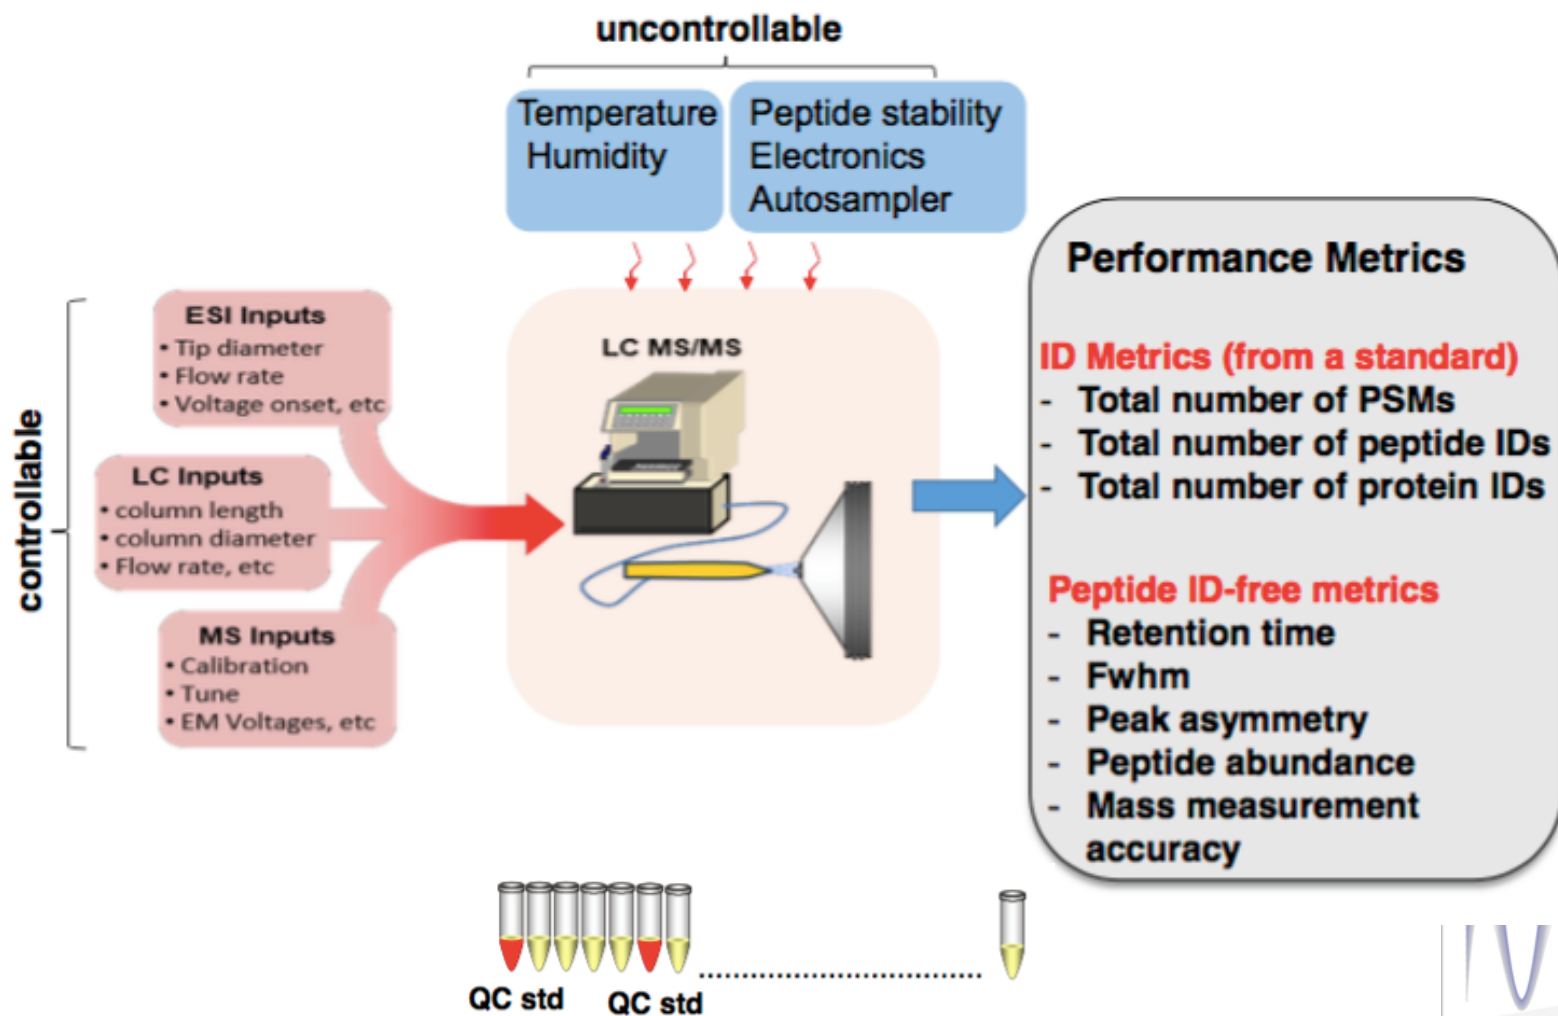 uncontrollable
Temperature
Humidity
Peptide stability
Electronics
Autosampler
controllable
ESI Inputs
• Tip diameter
• Flow rate
• Voltage onset, etc
LC Inputs
• column length
• column diameter
• Flow rate, etc
MS Inputs
• Calibration
• Tune
• EM Voltages, etc
LC MS/MS
Performance Metrics
ID Metrics (from a standard)
- Total number of PSMs
- Total number of peptide IDs
- Total number of protein IDs
Peptide ID-free metrics
- Retention time
- Fwhm
- Peak asymmetry
- Peptide abundance
- Mass measurement
accuracy
QC std
QC std